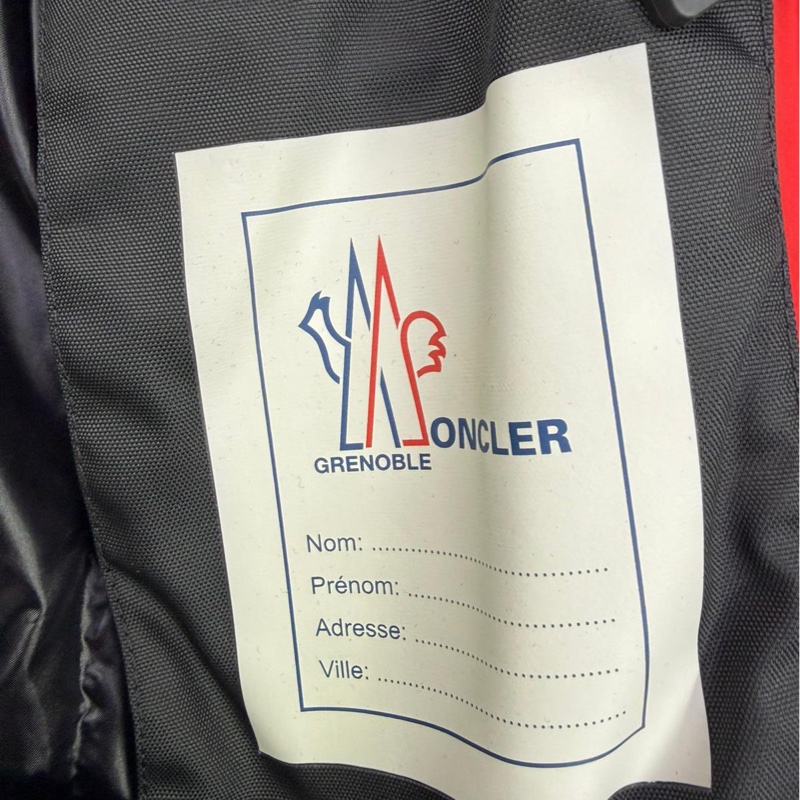 MONCLER
GRENOBLE
Nom: ........................................
Prénom: ...................................
Adresse: ..................................
Ville: ........................................